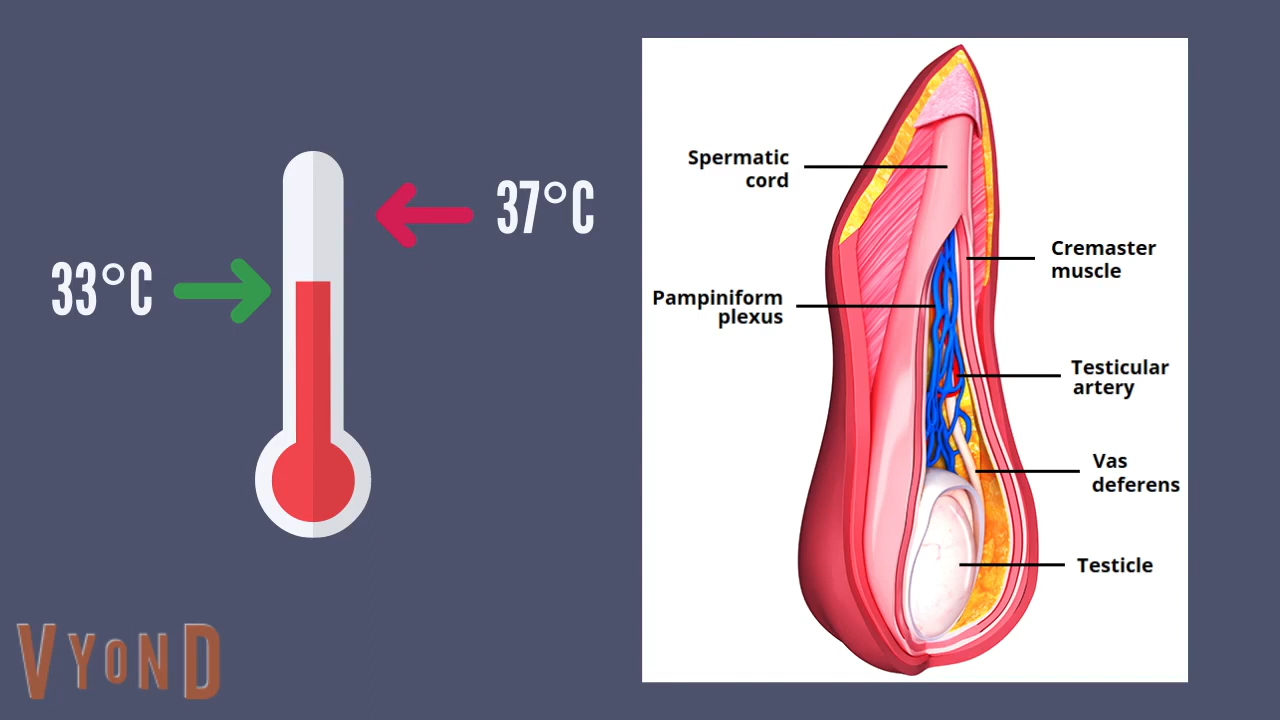 37°C
33°C
Spermatic
cord
Cremaster
muscle
Pampiniform
plexus
Testicular
artery
Vas
deferens
Testicle
VYOND